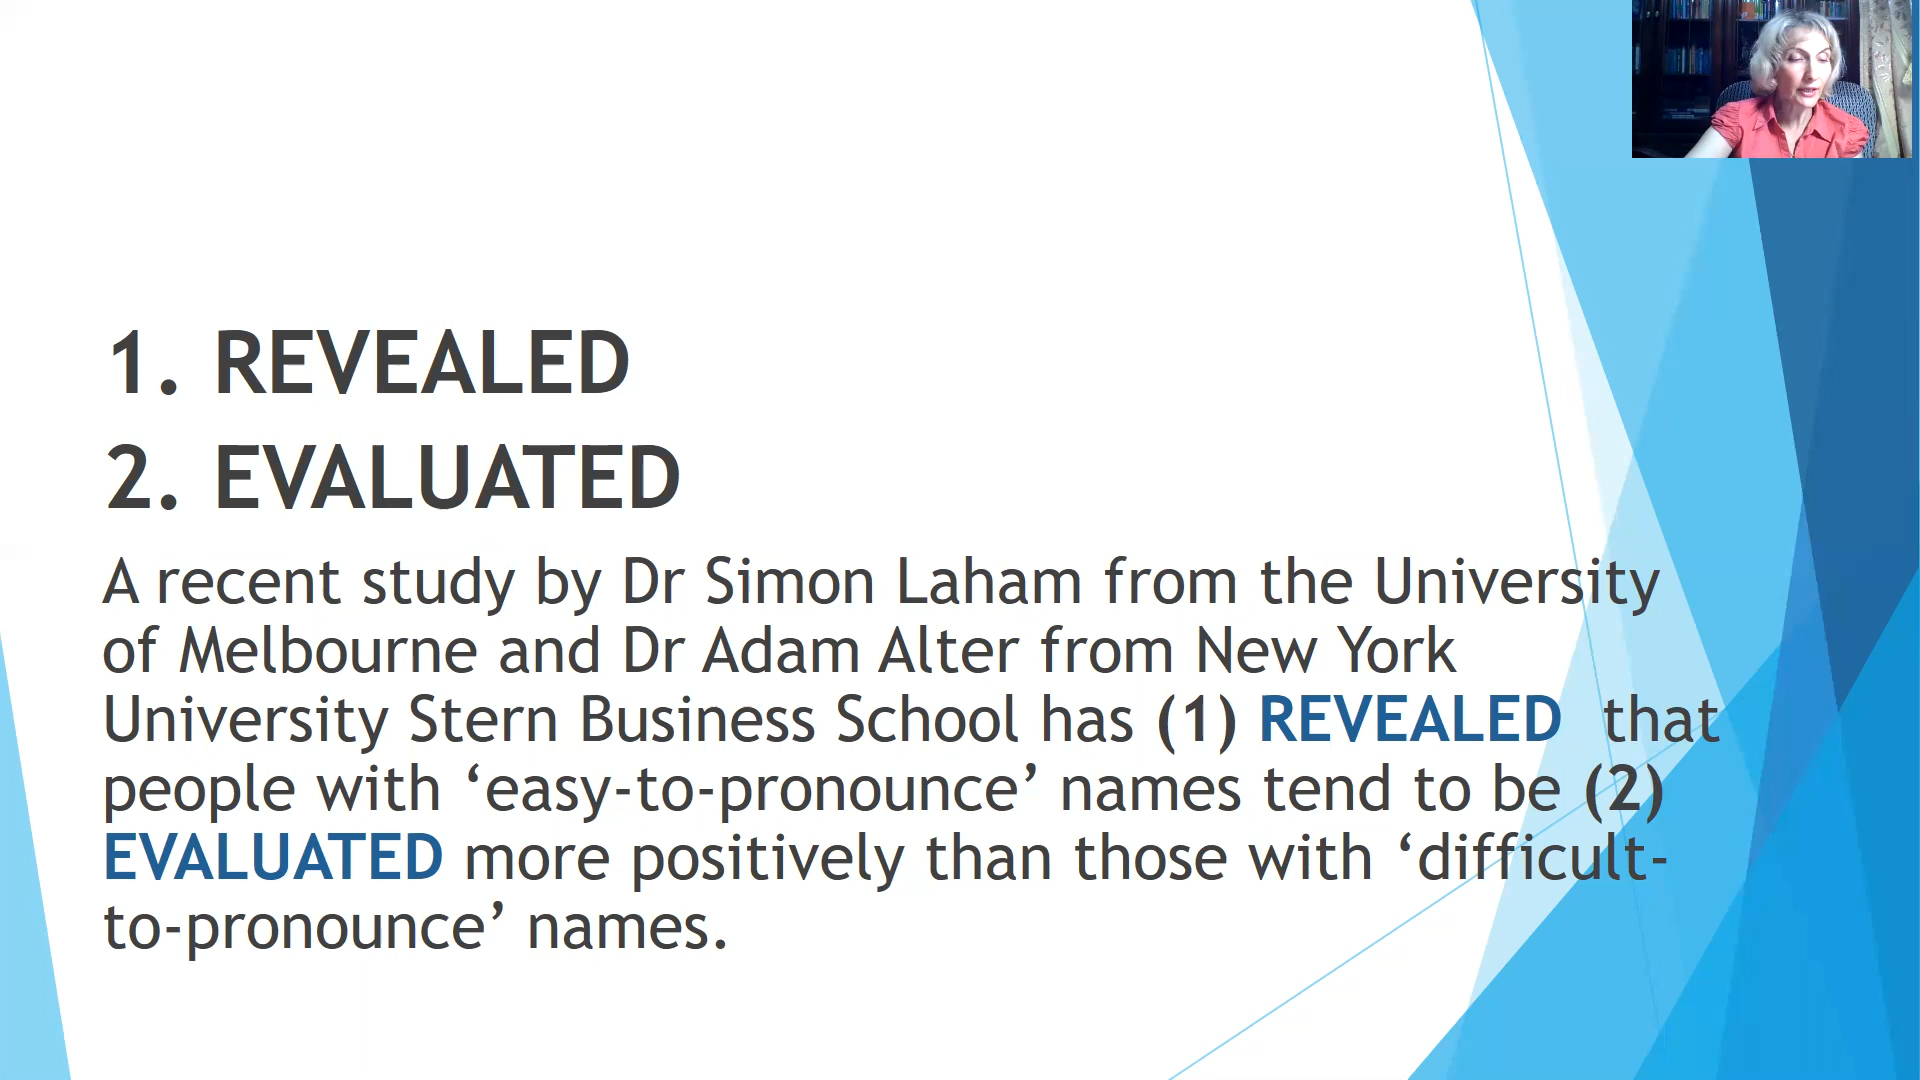 1. REVEALED
2. EVALUATED
A recent study by Dr Simon Laham from the University
of Melbourne and Dr Adam Alter from New York
University Stern Business School has (1) REVEALED that
people with ‘easy-to-pronounce’ names tend to be (2)
EVALUATED more positively than those with ‘difficult-
to-pronounce’ names.